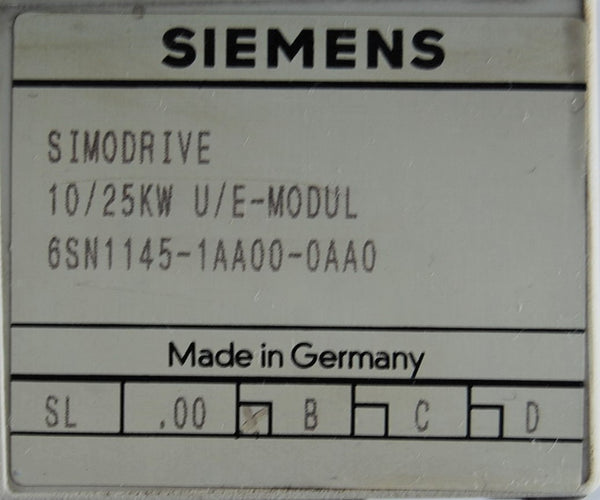 SIEMENS
SIMODRIVE
10/25KW U/E-MODUL
6SN1145-1AA00-0AA0
Made in Germany
SL .00 B C D